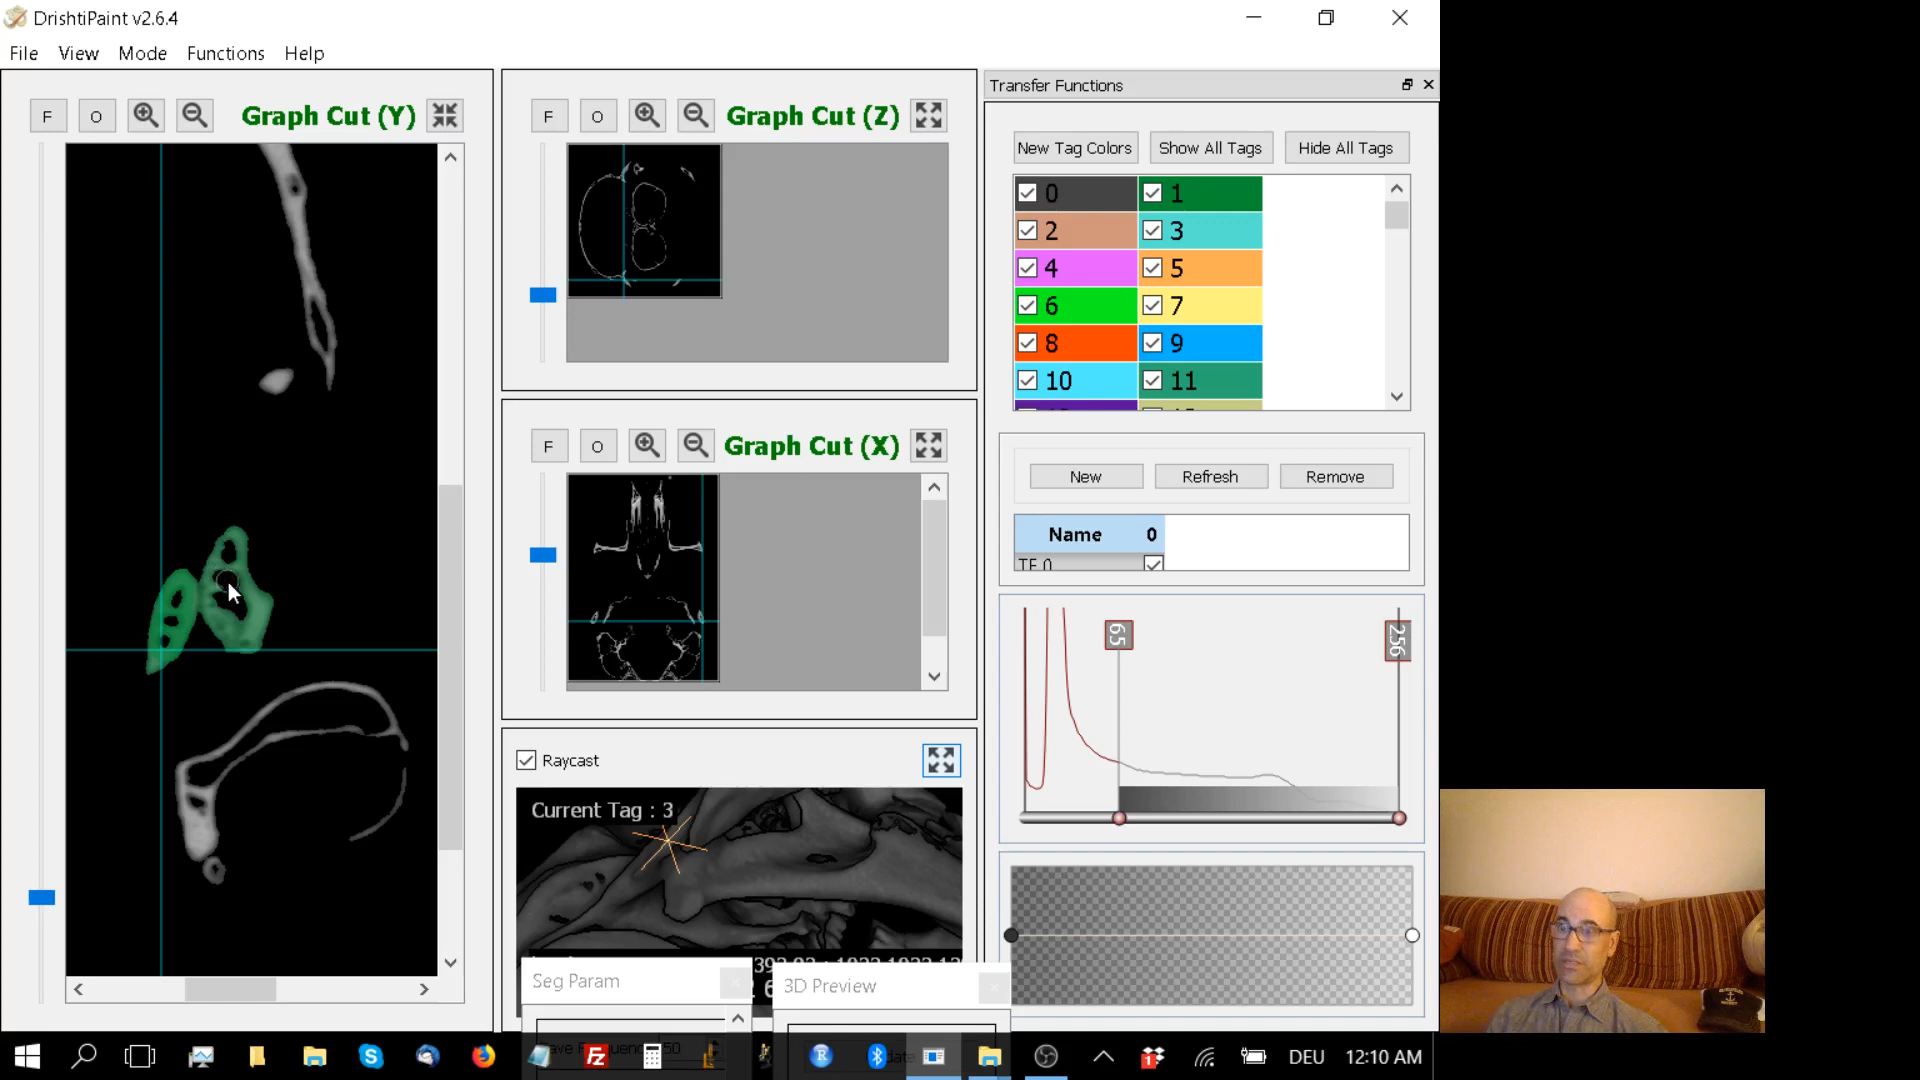 DrishtiPaint v2.6.4
File View Mode Functions Help
F O Graph Cut (Y)
F O Graph Cut (Z)
F O Graph Cut (X)
Raycast
Current Tag : 3
Seg Param
3D Preview
Transfer Functions
New Tag Colors Show All Tags Hide All Tags
0 1
2 3
4 5
6 7
8 9
10 11
New Refresh Remove
Name 0
TF 0
65 256
DEU 12:10 AM